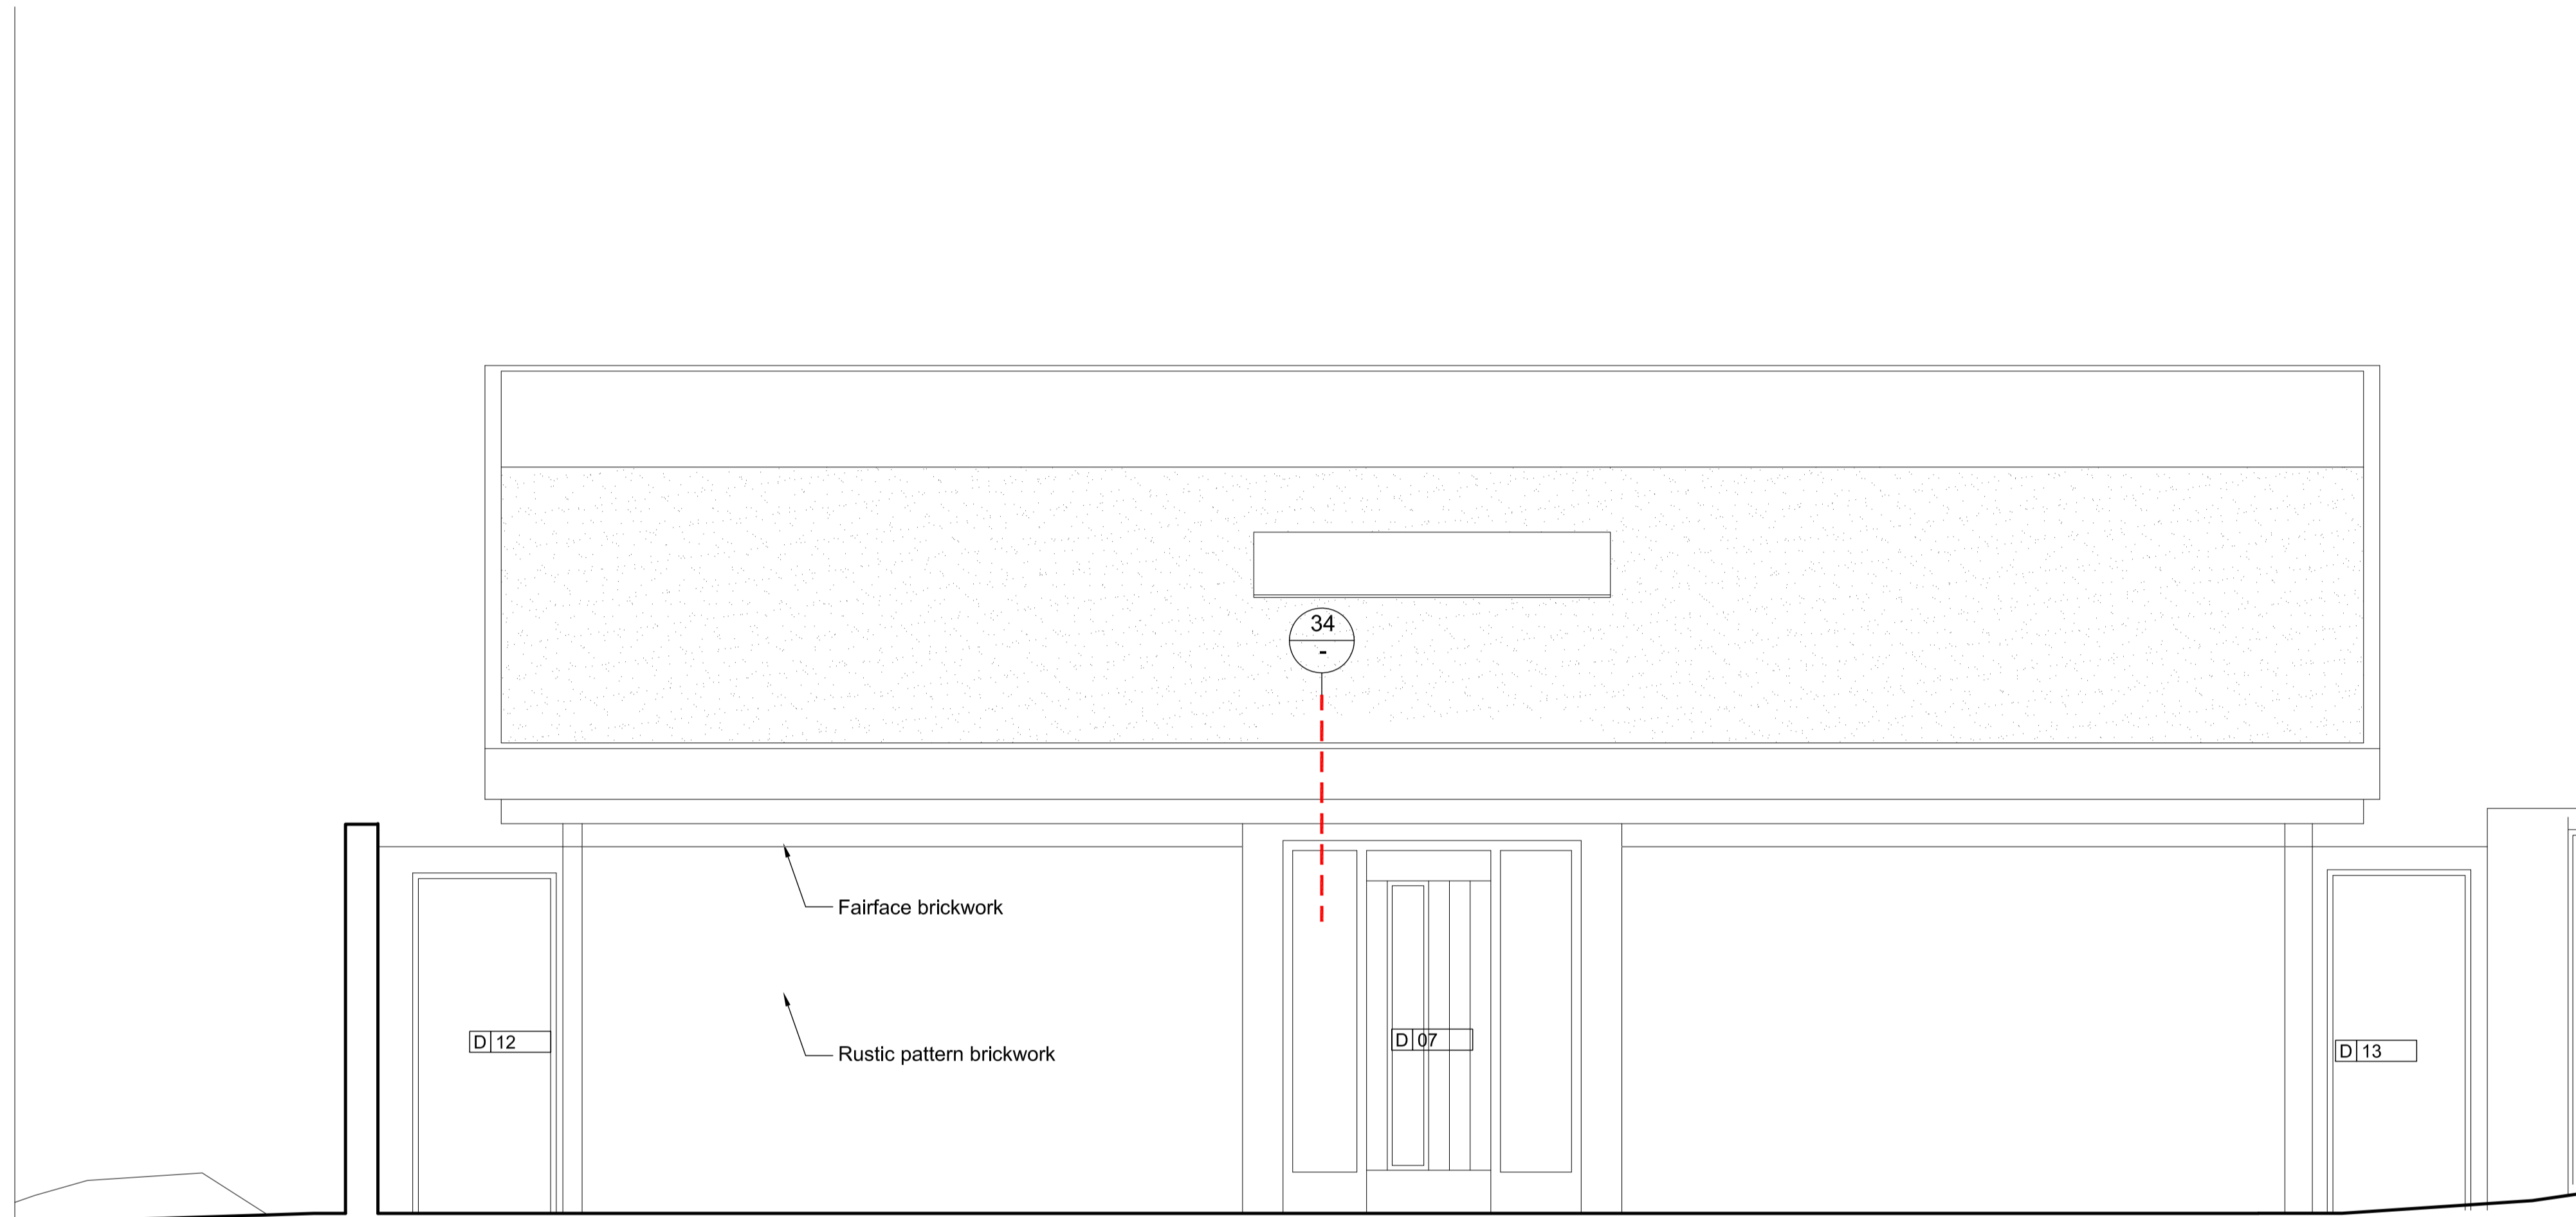 34
-
Fairface brickwork
Rustic pattern brickwork
D 12
D 07
D 13